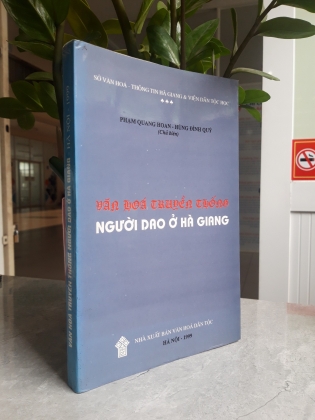 SỞ VĂN HOÁ - THÔNG TIN HÀ GIANG & VIỆN DÂN TỘC HỌC
PHẠM QUANG HOAN - HÙNG ĐÌNH QUÝ
(Chủ biên)
VĂN HOÁ TRUYỀN THỐNG
NGƯỜI DAO Ở HÀ GIANG
NHÀ XUẤT BẢN VĂN HOÁ DÂN TỘC
HÀ NỘI - 1999